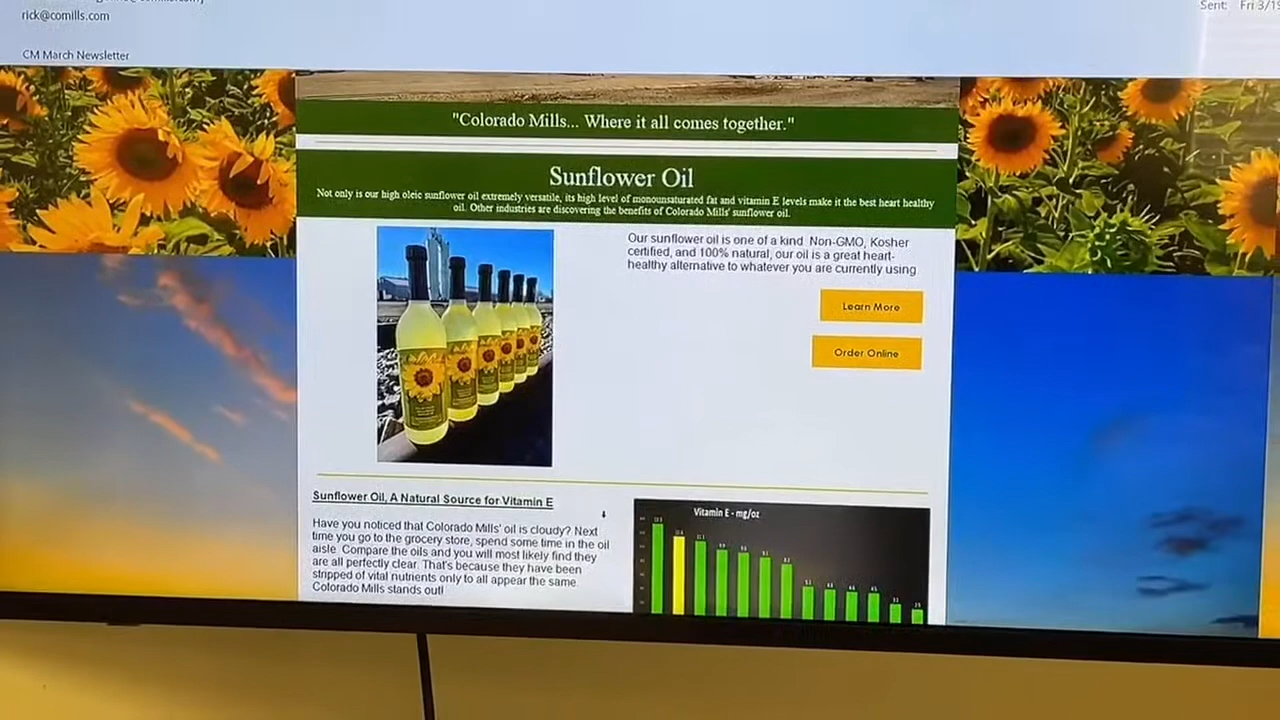 rick@comills.com
Sent: Fri 3/19
CM March Newsletter
"Colorado Mills... Where it all comes together."
Sunflower Oil
Not only is our high oleic sunflower oil extremely versatile, its high level of monounsaturated fat and vitamin E levels make it the best heart healthy
oil. Other industries are discovering the benefits of Colorado Mills' sunflower oil.
Our sunflower oil is one of a kind Non-GMO, Kosher
certified, and 100% natural, our oil is a great heart-
healthy alternative to whatever you are currently using
Learn More
Order Online
Sunflower Oil, A Natural Source for Vitamin E
Have you noticed that Colorado Mills' oil is cloudy? Next
time you go to the grocery store, spend some time in the oil
aisle. Compare the oils and you will most likely find they
are all perfectly clear. That's because they have been
stripped of vital nutrients only to all appear the same.
Colorado Mills stands out!
Vitamin E - mg/oz